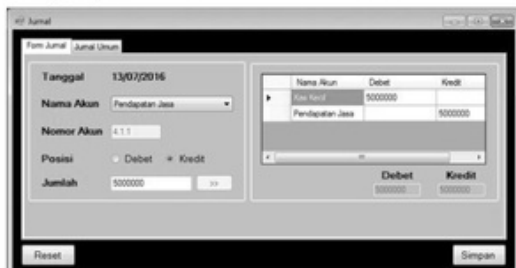 Jurnal
Form Jurnal Jurnal Umum
Tanggal 13/07/2016
Nama Akun Pendapatan Jasa
Nomor Akun 4.1.1
Posisi Debet Kredit
Jumlah 5000000 >>
Nama Akun Debet Kredit
Kas Kecil 5000000
Pendapatan Jasa 5000000
Debet Kredit
5000000 5000000
Reset Simpan